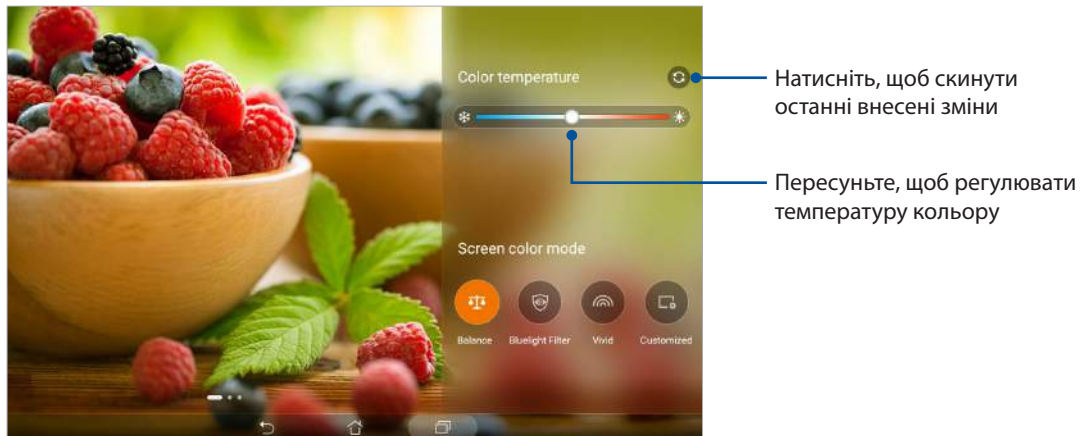 Color temperature
Натисніть, щоб скинути
останні внесені зміни
Пересуньте, щоб регулювати
температуру кольору
Screen color mode
Balance
Bluelight Filter
Vivid
Customized